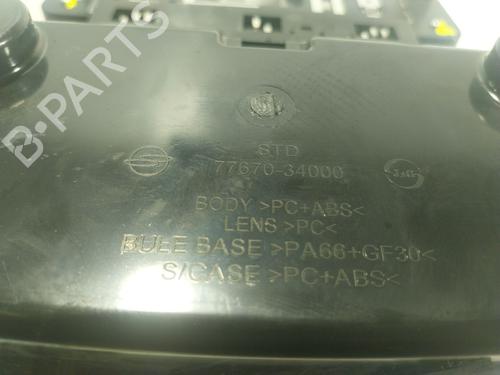 B-PARTS
STD
77670-34000
BODY >PC+ABS<
LENS >PC<
BULE BASE >PA66+GF30<
S/CASE >PC+ABS<